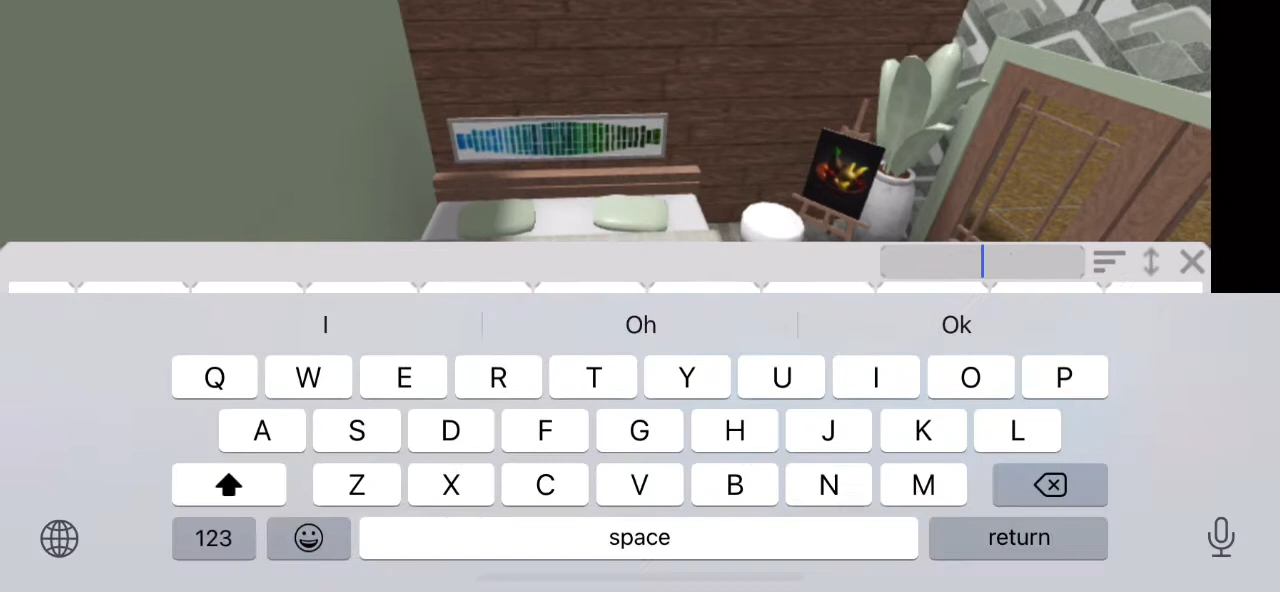 I Oh Ok
Q W E R T Y U I O P
A S D F G H J K L
Z X C V B N M
123 space return